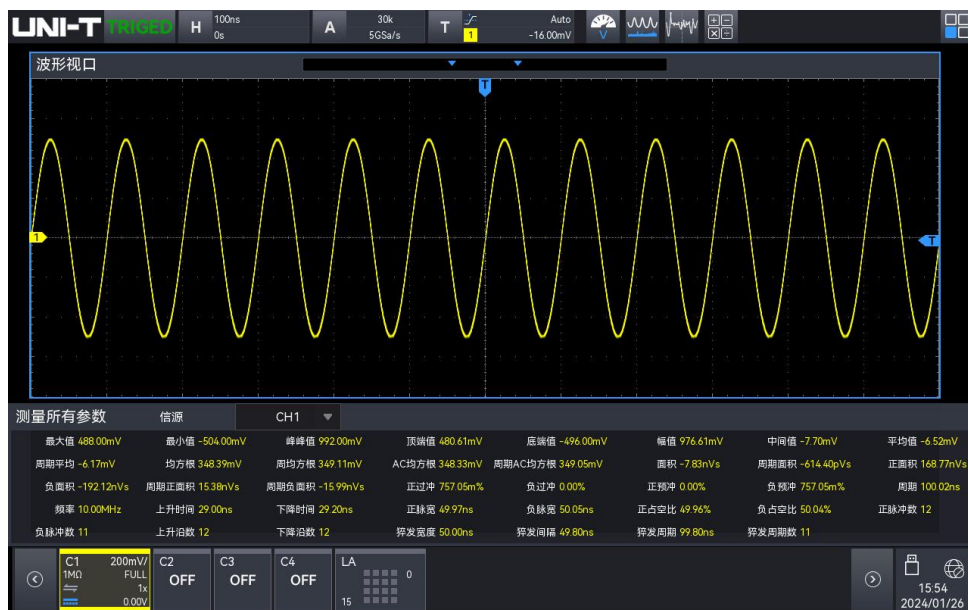 UNI-T TRIGED H 100ns 0s A 30k 5GSa/s T 1 Auto -16.00mV V
波形视口
T
1 T
测量所有参数 信源 CH1
最大值 488.00mV 最小值 -504.00mV 峰峰值 992.00mV 顶端值 480.61mV 底端值 -496.00mV 幅值 976.61mV 中间值 -7.70mV 平均值 -6.52mV
周期平均 -6.17mV 均方根 348.39mV 周均方根 349.11mV AC均方根 348.33mV 周期AC均方根 349.05mV 面积 -7.83nVs 周期面积 -614.40pVs 正面积 168.77nVs
负面积 -192.12nVs 周期正面积 15.38nVs 周期负面积 -15.99nVs 正过冲 757.05m% 负过冲 0.00% 正预冲 0.00% 负预冲 757.05m% 周期 100.02ns
频率 10.00MHz 上升时间 29.00ns 下降时间 29.20ns 正脉宽 49.97ns 负脉宽 50.05ns 正占空比 49.96% 负占空比 50.04% 正脉冲数 12
负脉冲数 11 上升沿数 12 下降沿数 12 猝发宽度 50.00ns 猝发间隔 49.80ns 猝发周期 99.80ns 猝发周期数 11
C1 200mV/ C2 C3 C4 LA
1MΩ FULL OFF OFF OFF 0
1x
0.00V 15
15:54
2024/01/26